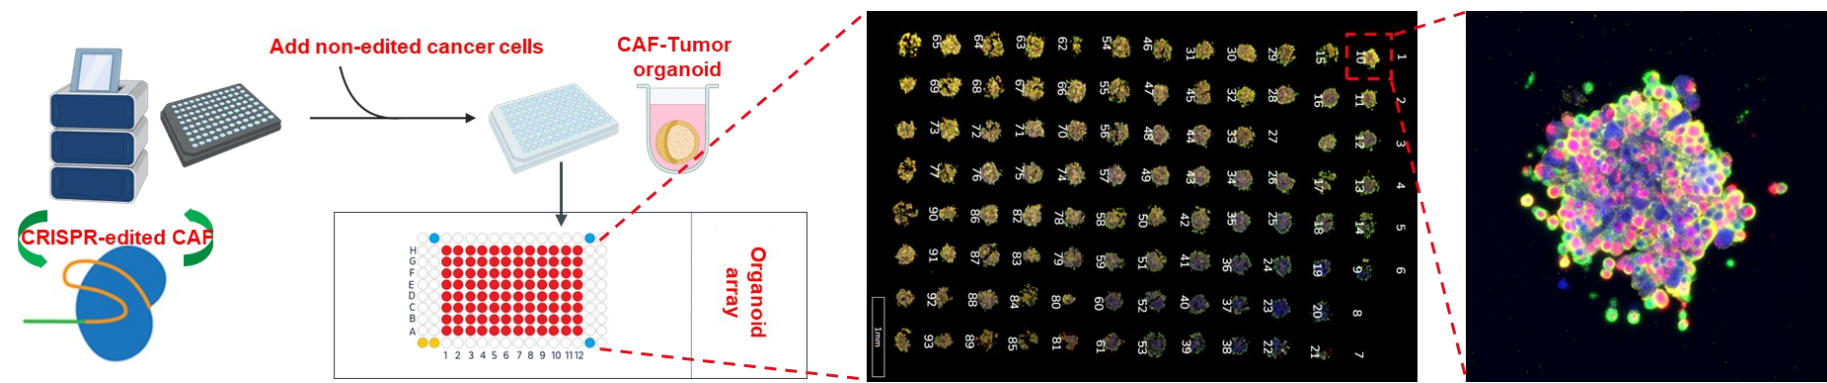 Add non-edited cancer cells
CAF-Tumor
organoid
CRISPR-edited CAF
H
G
F
E
D
C
B
A
1 2 3 4 5 6 7 8 9 10 11 12
Organoid
array
65 64 63 62 54 46 31 30 29 15 10 1
69 68 67 66 55 47 45 32 28 16 11 2
73 72 71 70 56 48 44 33 27 12 3
77 76 75 74 57 49 43 34 26 17 13 4
90 86 82 78 58 50 42 35 25 18 14 5
91 87 83 79 59 51 41 36 24 19 9 6
92 88 84 80 60 52 40 37 23 20 8
93 89 85 81 61 53 39 38 22 21 7
1mm